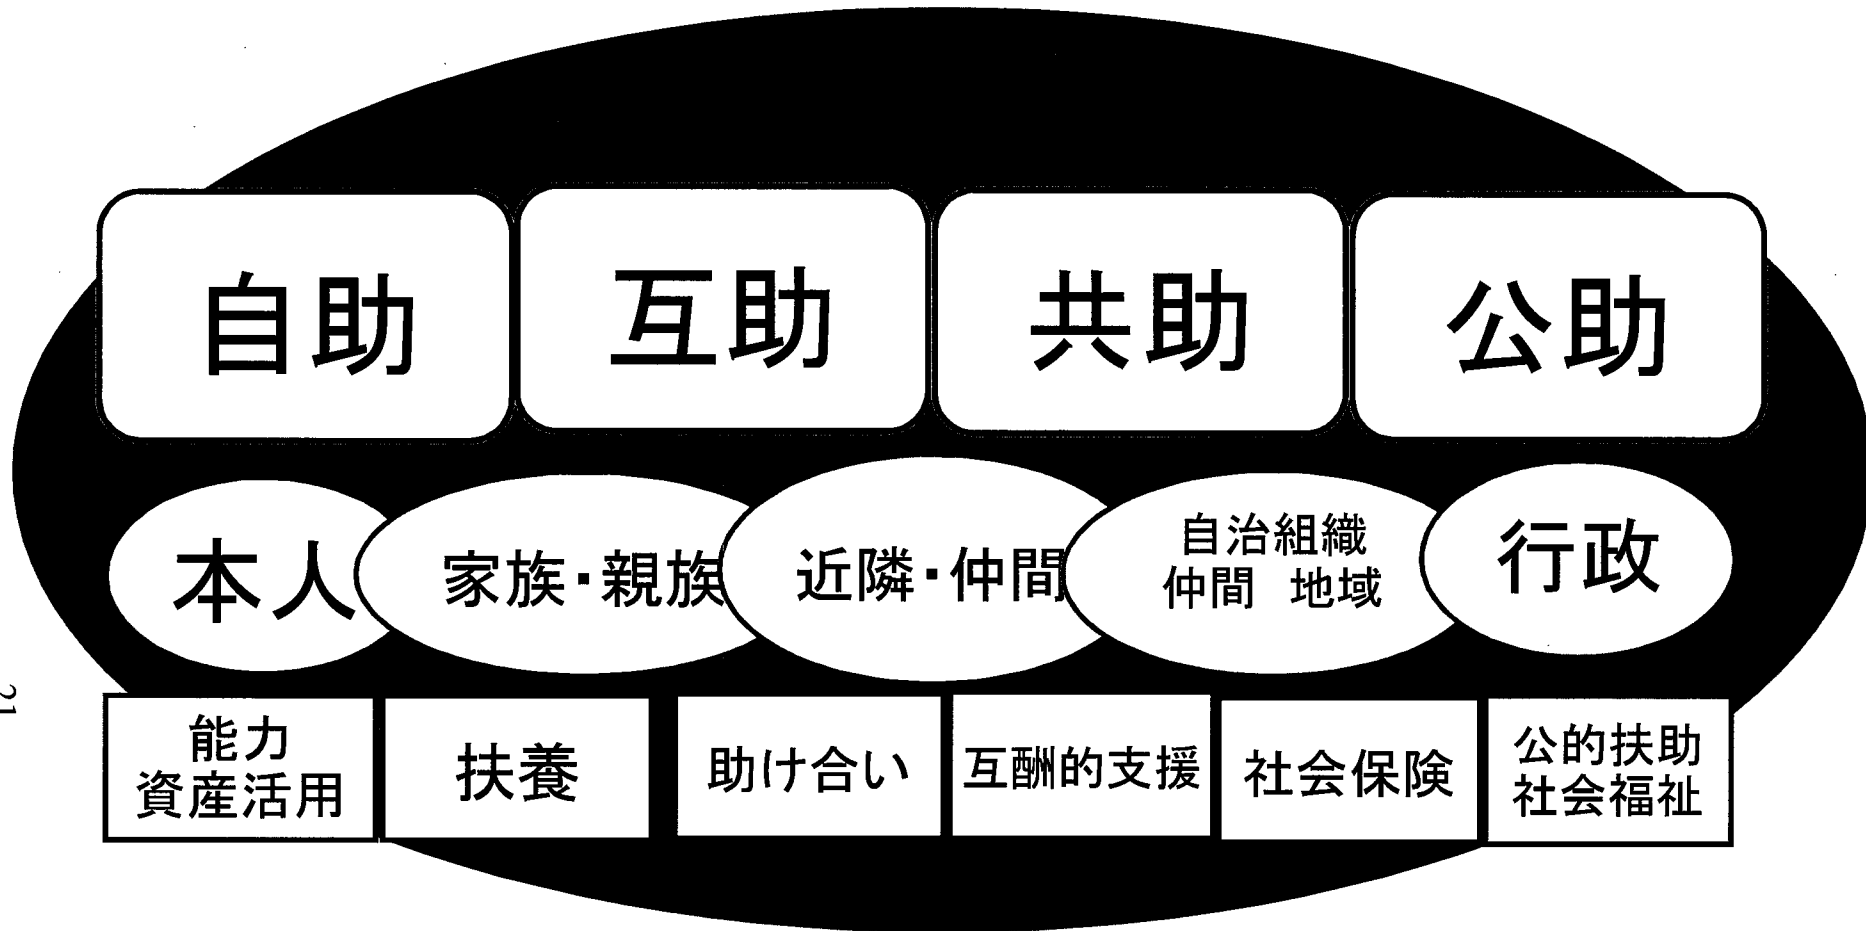 自助
互助
共助
公助
本人
家族・親族
近隣・仲間
自治組織
仲間 地域
行政
能力
資産活用
扶養
助け合い
互酬的支援
社会保険
公的扶助
社会福祉
21